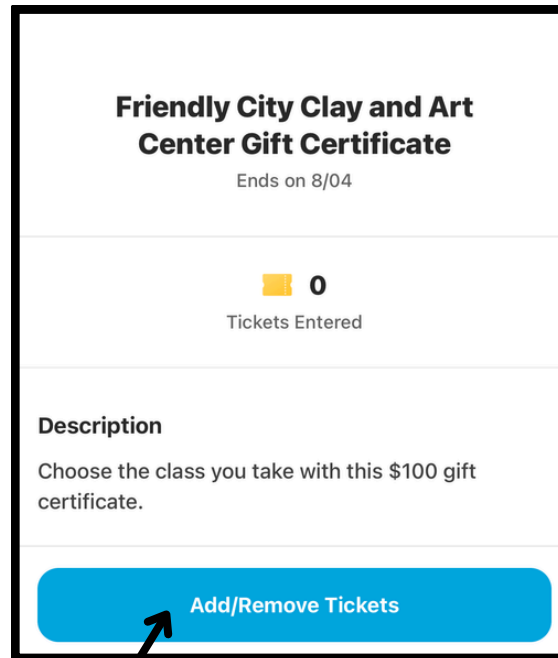 Friendly City Clay and Art
Center Gift Certificate
Ends on 8/04
0
Tickets Entered
Description
Choose the class you take with this $100 gift
certificate.
Add/Remove Tickets